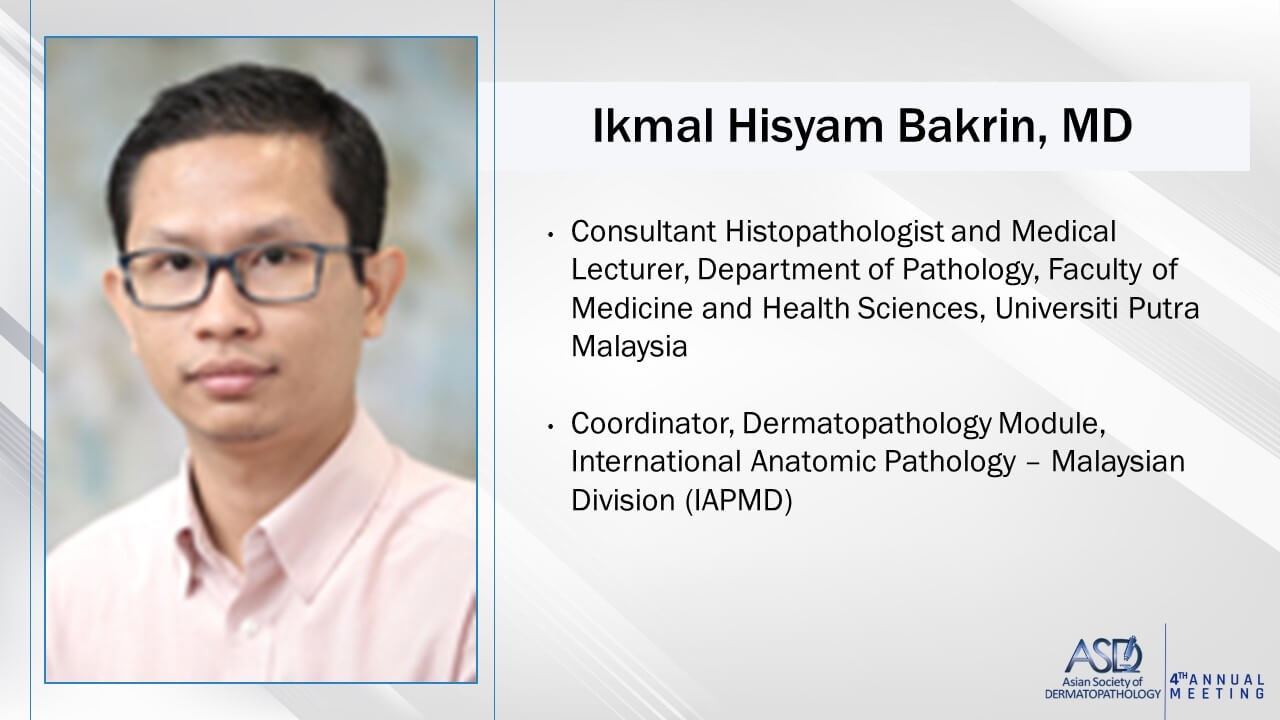 Ikmal Hisyam Bakrin, MD
• Consultant Histopathologist and Medical
Lecturer, Department of Pathology, Faculty of
Medicine and Health Sciences, Universiti Putra
Malaysia
• Coordinator, Dermatopathology Module,
International Anatomic Pathology – Malaysian
Division (IAPMD)
ASD
Asian Society of
DERMATOPATHOLOGY
4TH ANNUAL
MEETING